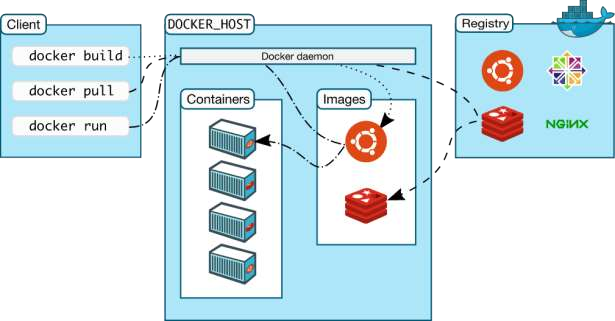 Client
docker build
docker pull
docker run
DOCKER_HOST
Docker daemon
Containers
Images
Registry
NGINX